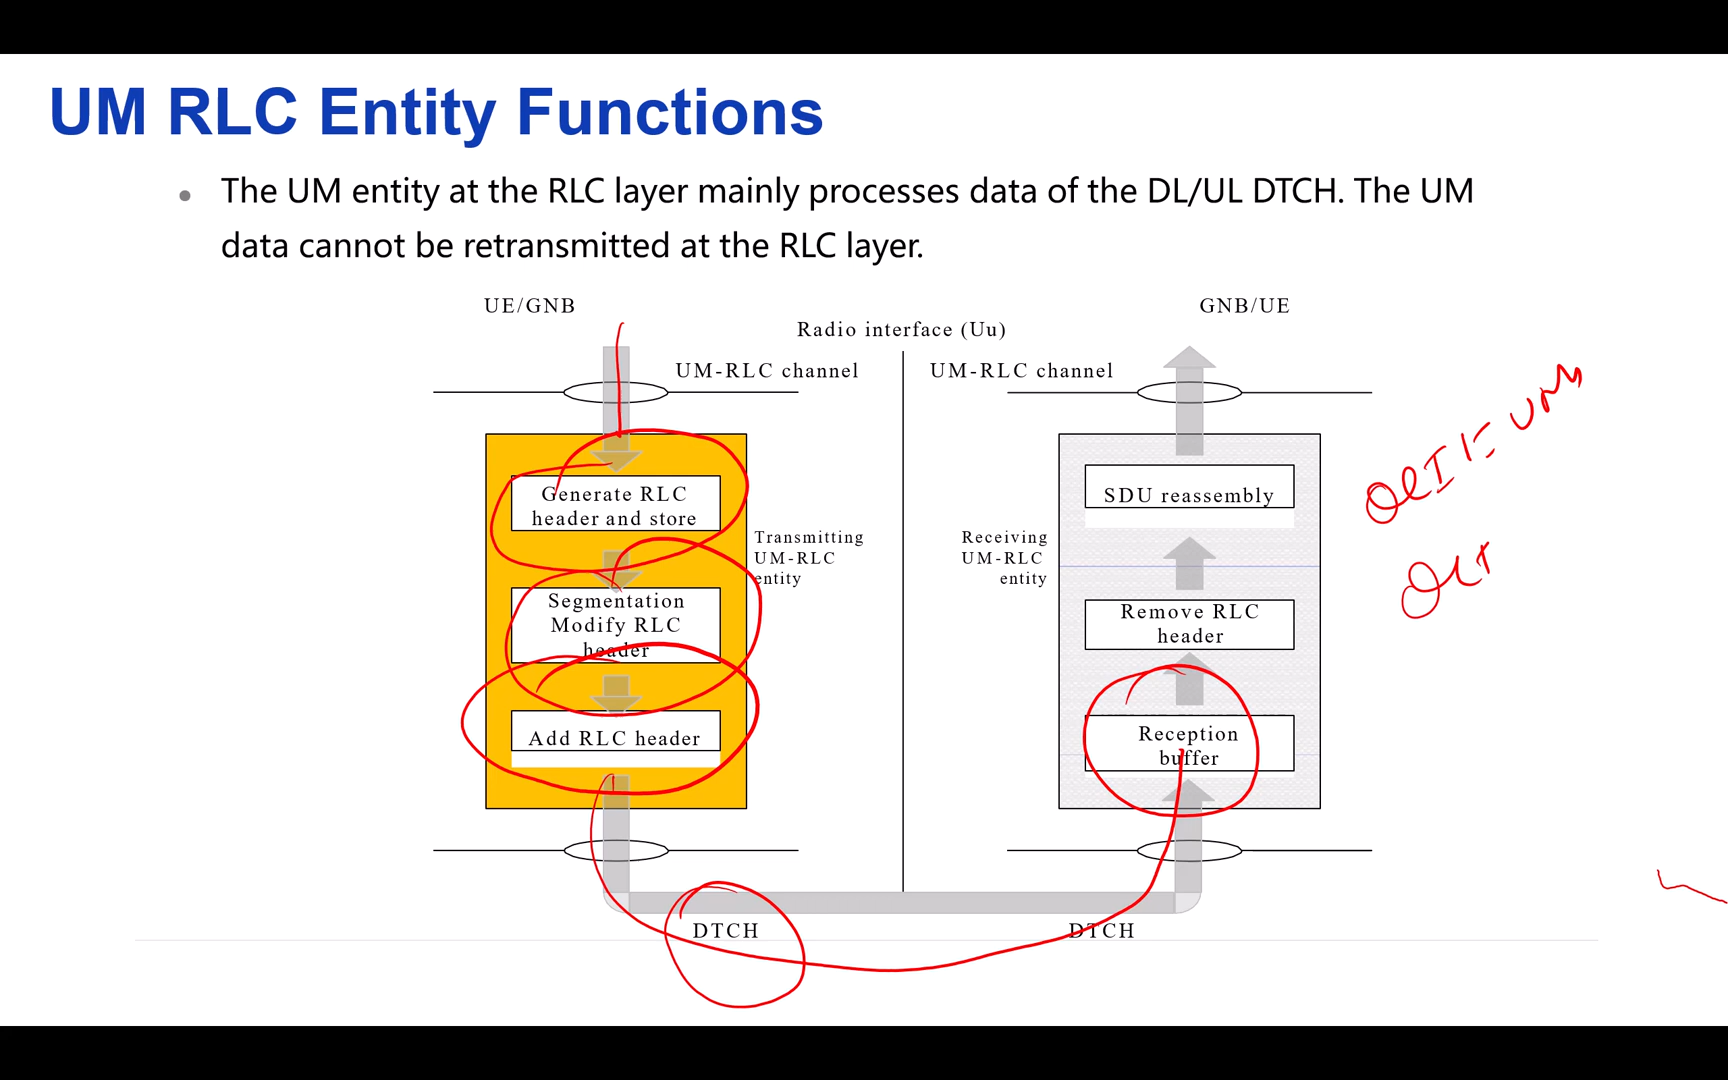 UM RLC Entity Functions
The UM entity at the RLC layer mainly processes data of the DL/UL DTCH. The UM
data cannot be retransmitted at the RLC layer.
UE/GNB
GNB/UE
Radio interface (Uu)
UM-RLC channel
UM-RLC channel
Generate RLC
header and store
Transmitting
UM-RLC
entity
Segmentation
Modify RLC
header
Add RLC header
Receiving
UM-RLC
entity
SDU reassembly
Remove RLC
header
Reception
buffer
DTCH
DTCH
UM